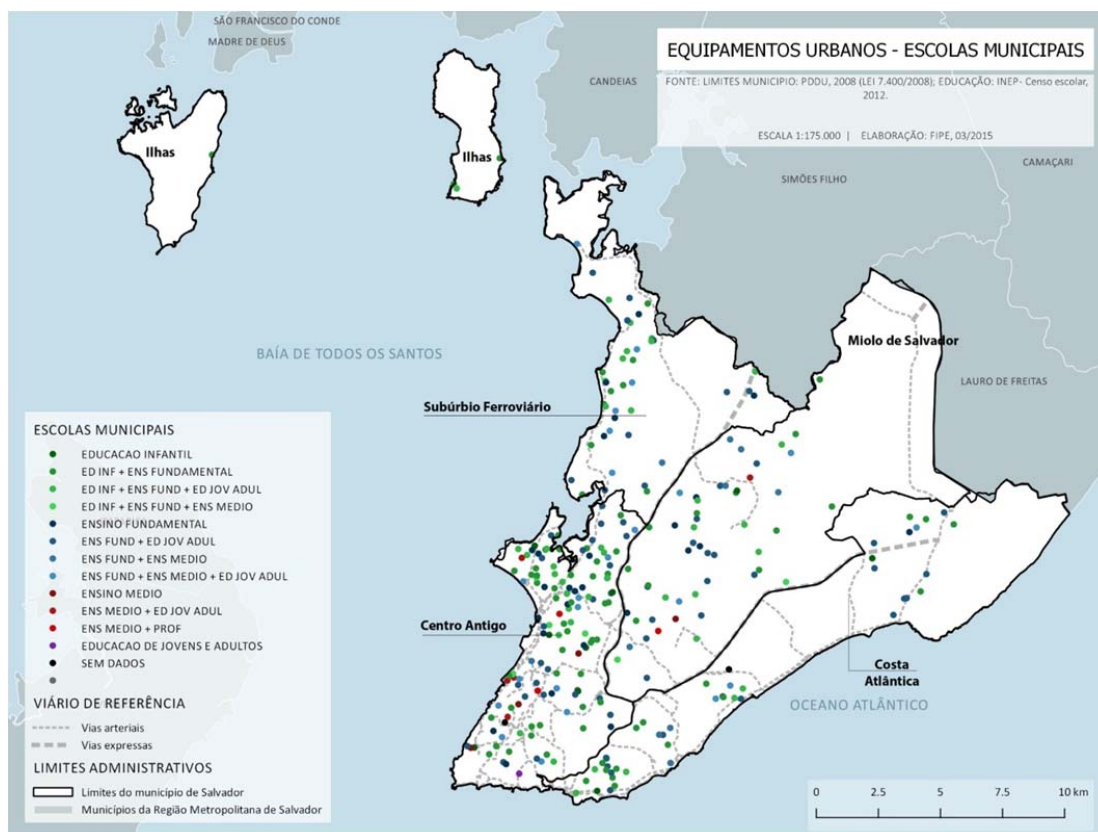 SÃO FRANCISCO DO CONDE
MADRE DE DEUS
EQUIPAMENTOS URBANOS - ESCOLAS MUNICIPAIS
FONTE: LIMITES MUNICIPIO: PDDU, 2008 (LEI 7.400/2008); EDUCAÇÃO: INEP- Censo escolar,
2012.
ESCALA 1:175.000 | ELABORAÇÃO: FIPE, 03/2015
CANDEIAS
CAMAÇARI
SIMÕES FILHO
Ilhas
Ilhas
BAÍA DE TODOS OS SANTOS
Miolo de Salvador
LAURO DE FREITAS
Subúrbio Ferroviário
Centro Antigo
Costa
Atlântica
OCEANO ATLÂNTICO
ESCOLAS MUNICIPAIS
EDUCACAO INFANTIL
ED INF + ENS FUNDAMENTAL
ED INF + ENS FUND + ED JOV ADUL
ED INF + ENS FUND + ENS MEDIO
ENSINO FUNDAMENTAL
ENS FUND + ED JOV ADUL
ENS FUND + ENS MEDIO
ENS FUND + ENS MEDIO + ED JOV ADUL
ENSINO MEDIO
ENS MEDIO + ED JOV ADUL
ENS MEDIO + PROF
EDUCACAO DE JOVENS E ADULTOS
SEM DADOS
VIÁRIO DE REFERÊNCIA
Vias arteriais
Vias expressas
LIMITES ADMINISTRATIVOS
Limites do município de Salvador
Municípios da Região Metropolitana de Salvador
0 2.5 5 7.5 10 km